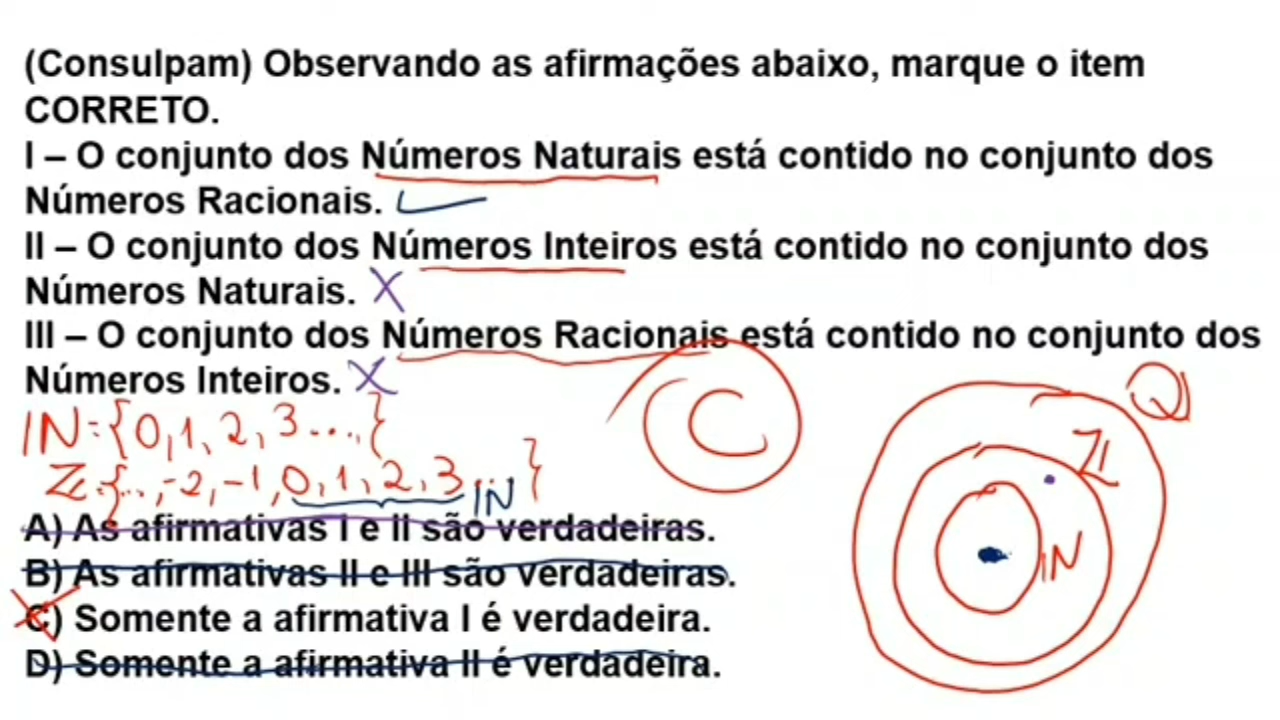 (Consulpam) Observando as afirmações abaixo, marque o item
CORRETO.
I – O conjunto dos Números Naturais está contido no conjunto dos
Números Racionais.
II – O conjunto dos Números Inteiros está contido no conjunto dos
Números Naturais. X
III – O conjunto dos Números Racionais está contido no conjunto dos
Números Inteiros. X
C
Q
IN={0,1,2,3...,}
Z={..,-2,-1,0,1,2,3,..}
IN
Z
IN
A) As afirmativas I e II são verdadeiras.
B) As afirmativas II e III são verdadeiras.
C) Somente a afirmativa I é verdadeira.
D) Somente a afirmativa II é verdadeira.